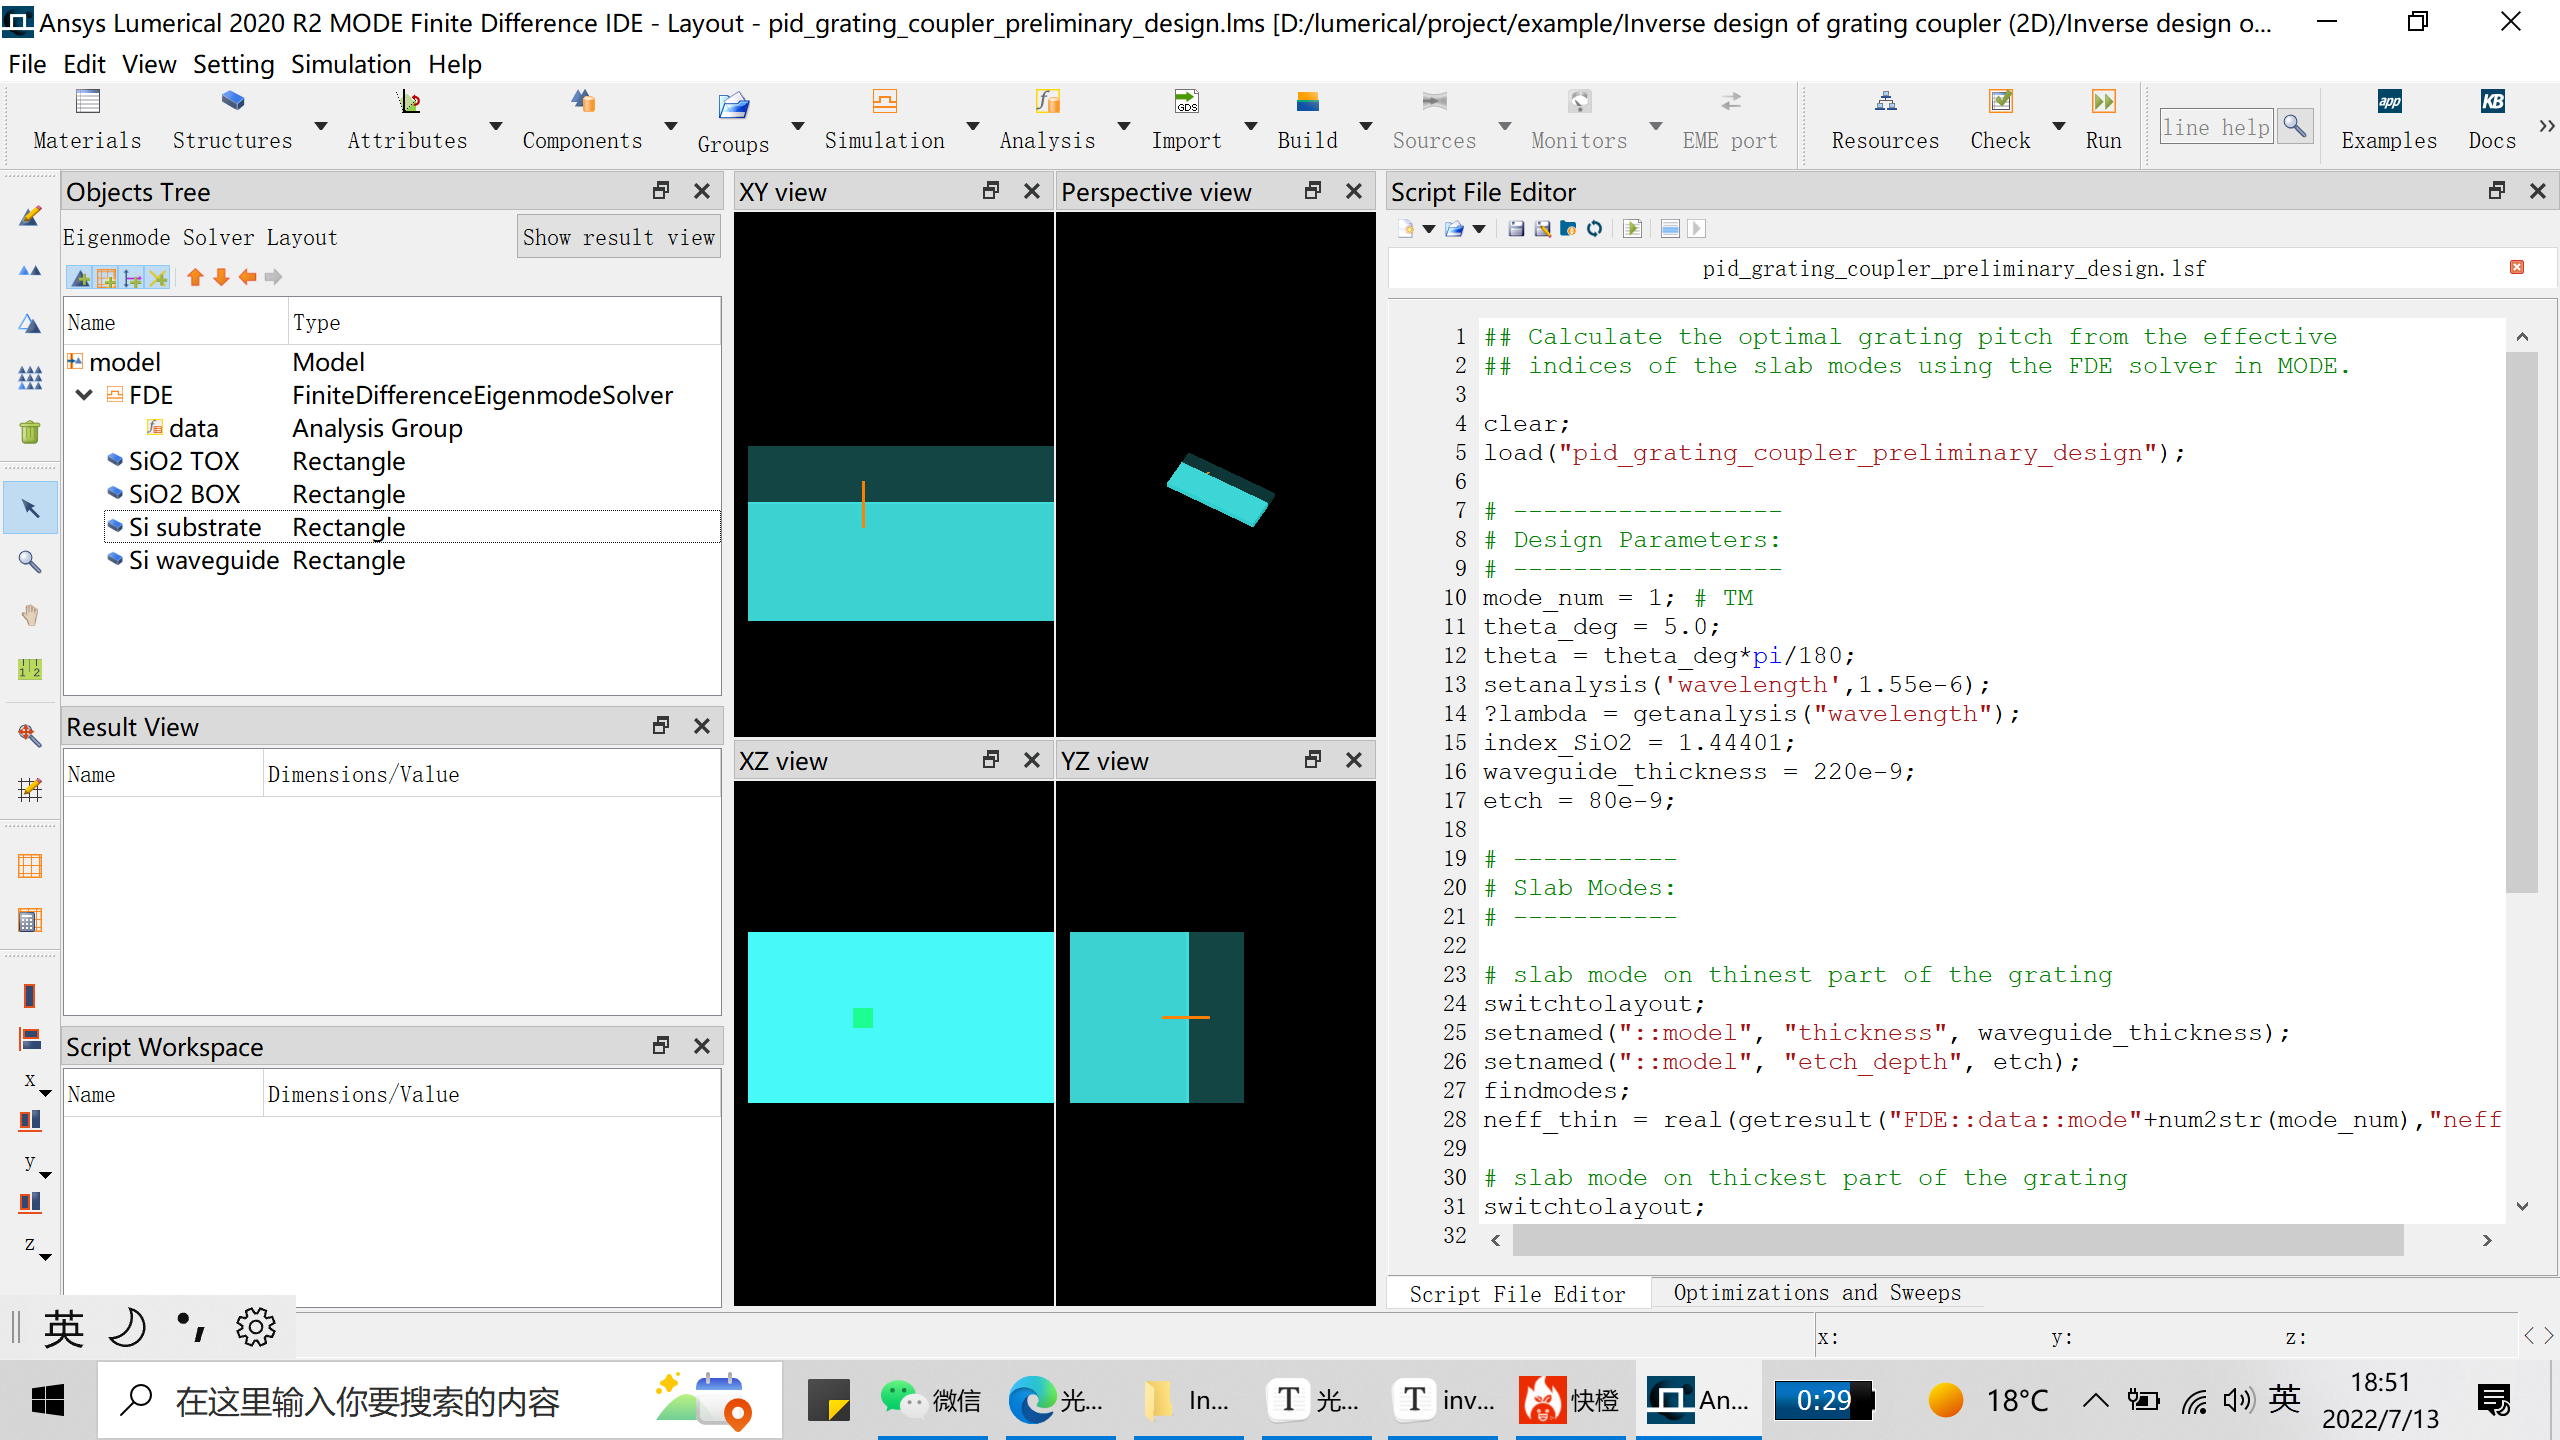 Ansys Lumerical 2020 R2 MODE Finite Difference IDE - Layout - pid_grating_coupler_preliminary_design.lms [D:/lumerical/project/example/Inverse design of grating coupler (2D)/Inverse design o...
File Edit View Setting Simulation Help
Materials Structures Attributes Components Groups Simulation Analysis Import Build Sources Monitors EME port Resources Check Run line help Examples Docs
GDS app KB
Objects Tree
Eigenmode Solver Layout Show result view
Name Type
model Model
FDE FiniteDifferenceEigenmodeSolver
data Analysis Group
SiO2 TOX Rectangle
SiO2 BOX Rectangle
Si substrate Rectangle
Si waveguide Rectangle
Result View
Name Dimensions/Value
Script Workspace
Name Dimensions/Value
x
y
z
XY view
Perspective view
XZ view
YZ view
Script File Editor
pid_grating_coupler_preliminary_design.lsf
1 ## Calculate the optimal grating pitch from the effective
2 ## indices of the slab modes using the FDE solver in MODE.
3
4 clear;
5 load("pid_grating_coupler_preliminary_design");
6
7 # ------------------
8 # Design Parameters:
9 # ------------------
10 mode_num = 1; # TM
11 theta_deg = 5.0;
12 theta = theta_deg*pi/180;
13 setanalysis('wavelength',1.55e-6);
14 ?lambda = getanalysis("wavelength");
15 index_SiO2 = 1.44401;
16 waveguide_thickness = 220e-9;
17 etch = 80e-9;
18
19 # -----------
20 # Slab Modes:
21 # -----------
22
23 # slab mode on thinest part of the grating
24 switchtolayout;
25 setnamed("::model", "thickness", waveguide_thickness);
26 setnamed("::model", "etch_depth", etch);
27 findmodes;
28 neff_thin = real(getresult("FDE::data::mode"+num2str(mode_num),"neff
29
30 # slab mode on thickest part of the grating
31 switchtolayout;
32
Script File Editor Optimizations and Sweeps
x: y: z:
英
在这里输入你要搜索的内容
微信
光...
In...
光...
inv...
快橙
An...
0:29
18°C
英
18:51
2022/7/13